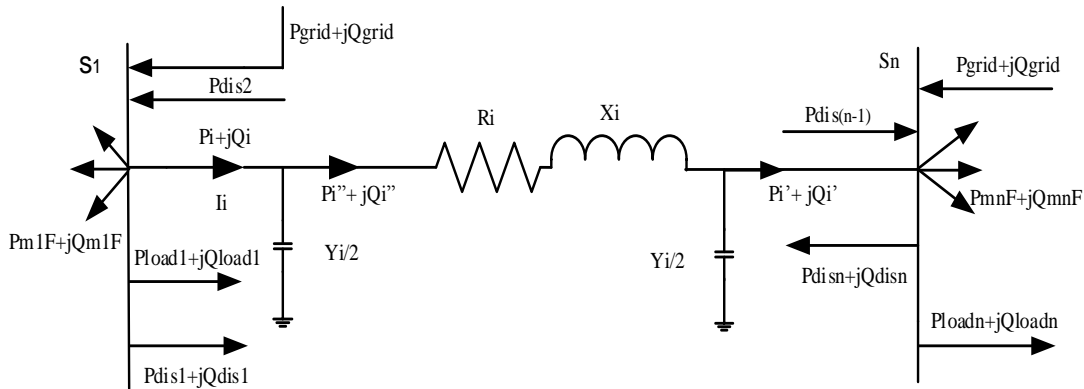 Pgrid+jQgrid
S1
Sn
Pgrid+jQgrid
Pdis2
Ri
Xi
Pdis(n-1)
Pi+jQi
Pi''+ jQi''
Pi’+ jQi’
Ii
PmnF+jQmnF
Pm1F+jQm1F
Pload1+jQload1
Yi/2
Yi/2
Pdisn+jQdisn
Ploadn+jQloadn
Pdis1+jQdis1